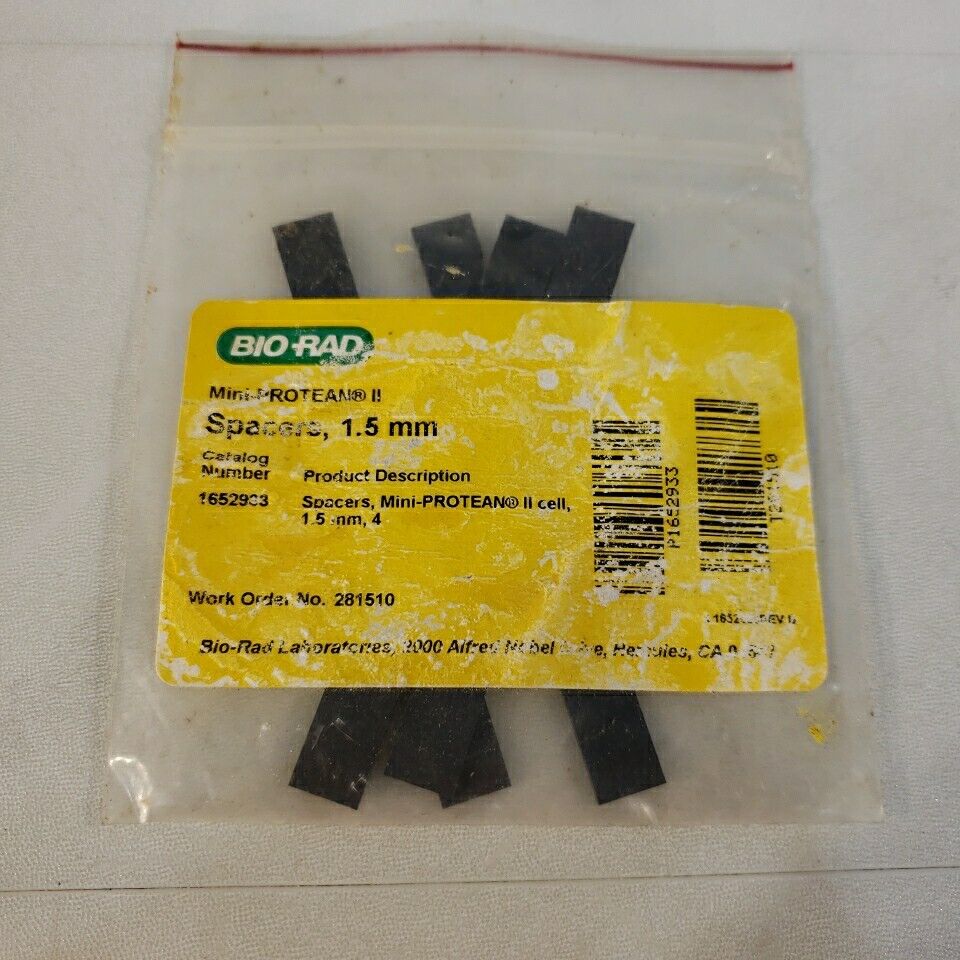 BIO-RAD
Mini-PROTEAN® II
Spacers, 1.5 mm
Catalog
Number Product Description
1652933 Spacers, Mini-PROTEAN® II cell,
1.5 mm, 4
P1652933
Work Order No. 281510
Bio-Rad Laboratories, 2000 Alfred Nobel Drive, Hercules, CA